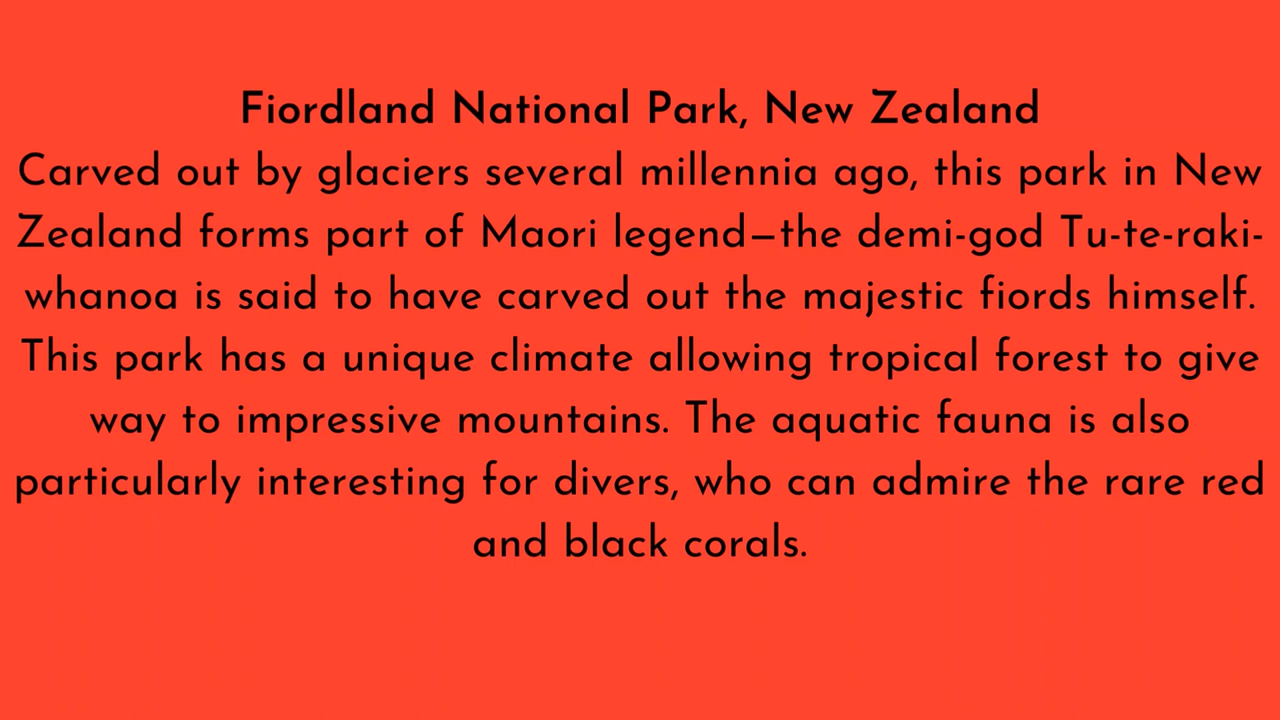 Fiordland National Park, New Zealand
Carved out by glaciers several millennia ago, this park in New
Zealand forms part of Maori legend—the demi-god Tu-te-raki-
whanoa is said to have carved out the majestic fiords himself.
This park has a unique climate allowing tropical forest to give
way to impressive mountains. The aquatic fauna is also
particularly interesting for divers, who can admire the rare red
and black corals.